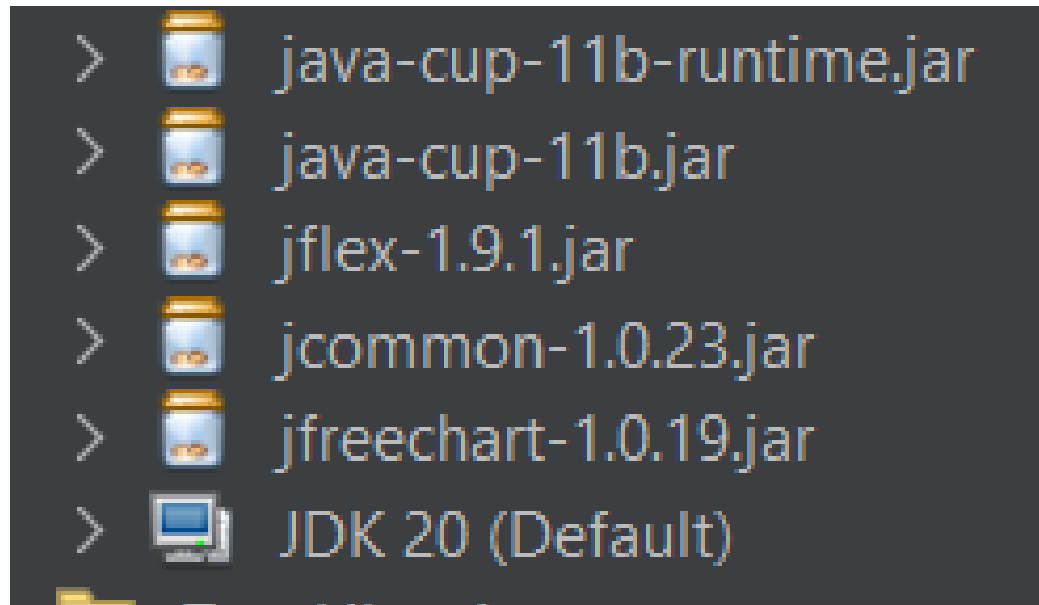 java-cup-11b-runtime.jar
java-cup-11b.jar
jflex-1.9.1.jar
jcommon-1.0.23.jar
jfreechart-1.0.19.jar
JDK 20 (Default)